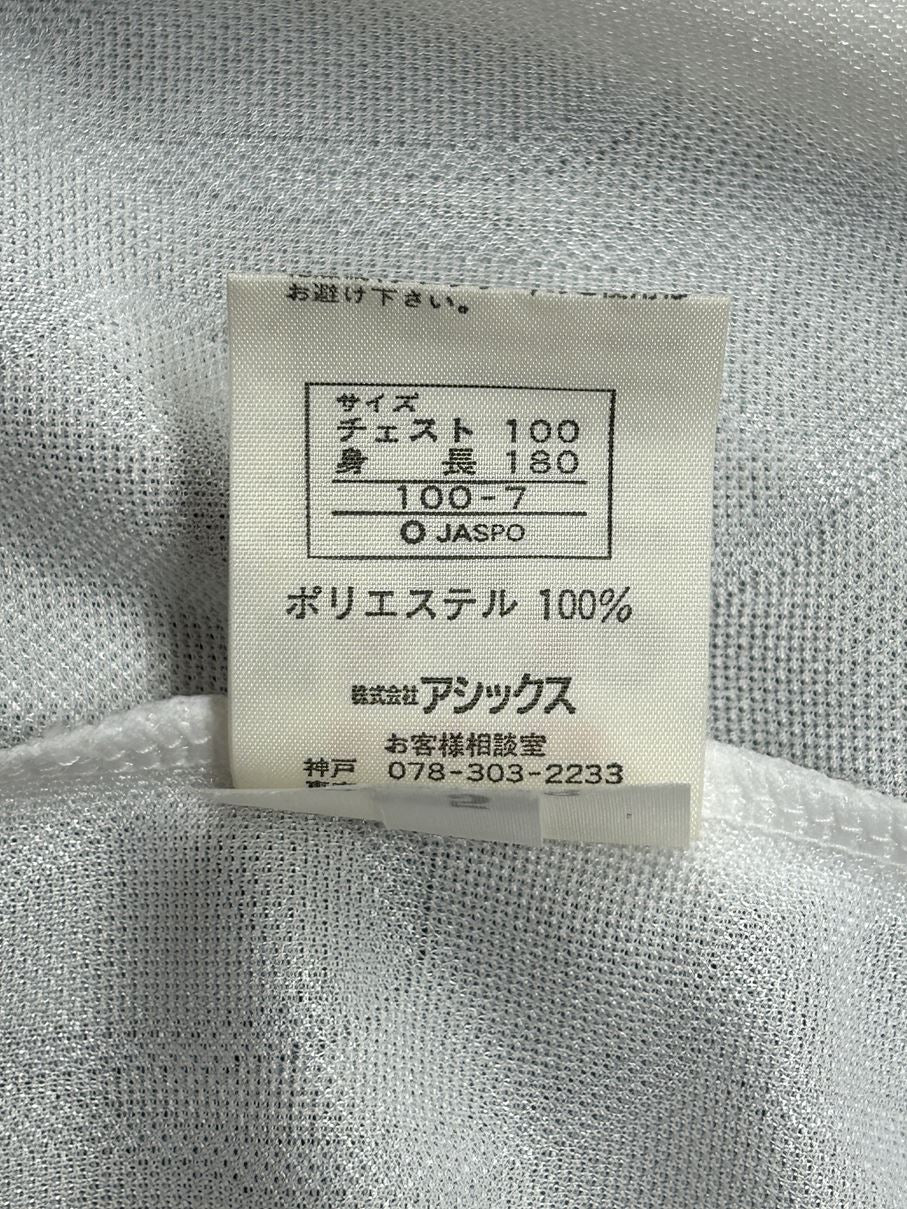 お避け下さい。
サイズ
チェスト 100
身 長 180
100-7
O JASPO
ポリエステル 100%
株式会社アシックス
お客様相談室
神戸 078-303-2233